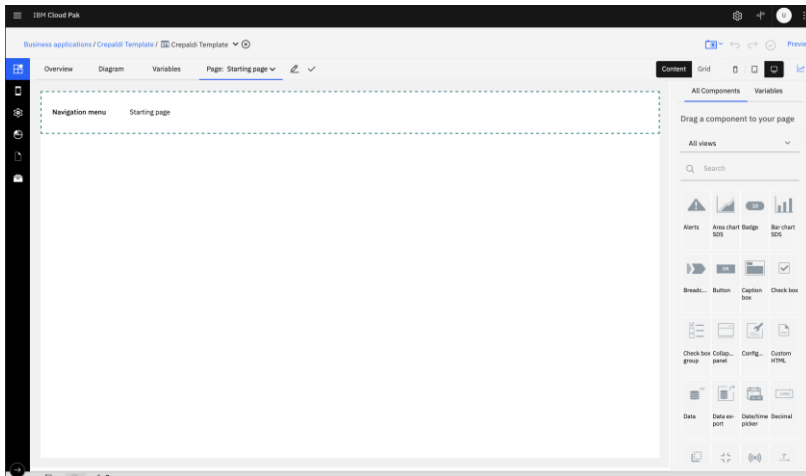 IBM Cloud Pak
U
Business applications / Crepaldi Template / Crepaldi Template
Previe
Overview Diagram Variables Page: Starting page
Content Grid
All Components Variables
Navigation menu Starting page
Drag a component to your page
All views
Search
Alerts Area chart SDS Badge Bar chart SDS
OK
Breadc... Button Caption box Check box
Check box group Collap... panel Config... Custom HTML
Data Data ex-port Date/time picker Decimal